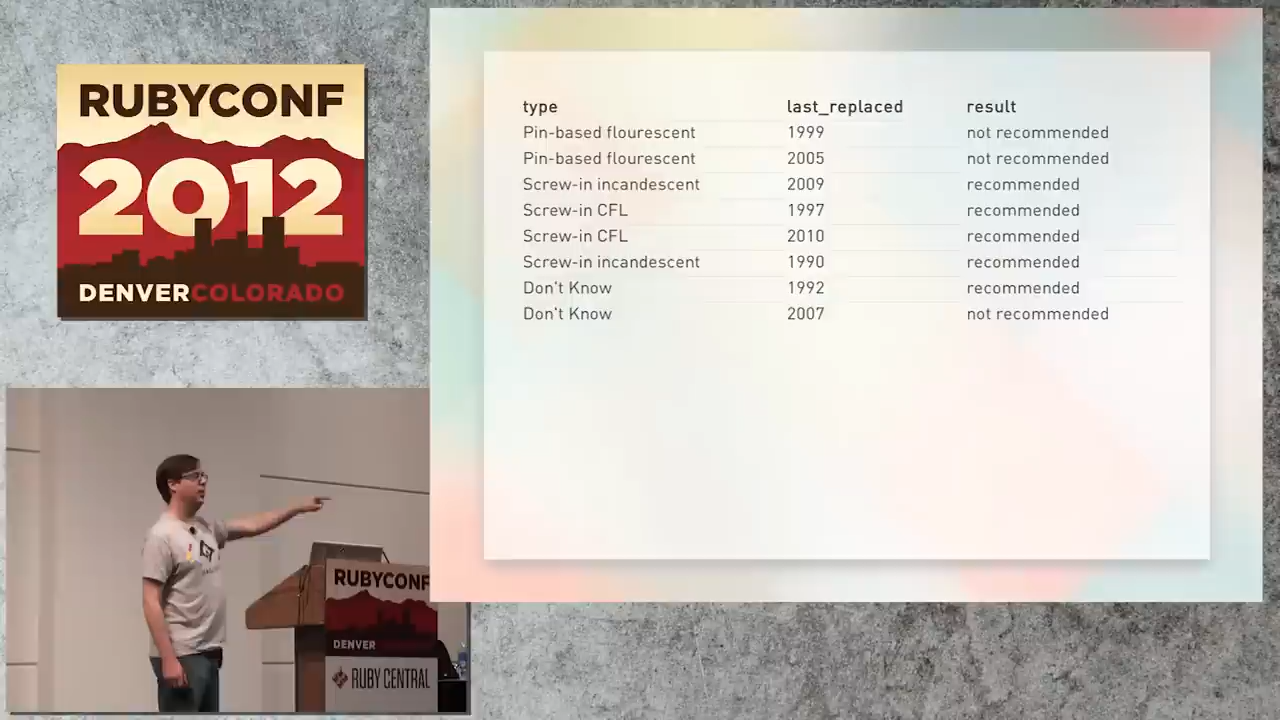 RUBYCONF
2012
DENVERCOLORADO
type last_replaced result
Pin-based flourescent 1999 not recommended
Pin-based flourescent 2005 not recommended
Screw-in incandescent 2009 recommended
Screw-in CFL 1997 recommended
Screw-in CFL 2010 recommended
Screw-in incandescent 1990 recommended
Don't Know 1992 recommended
Don't Know 2007 not recommended
RUBYCONF
DENVER
RUBY CENTRAL